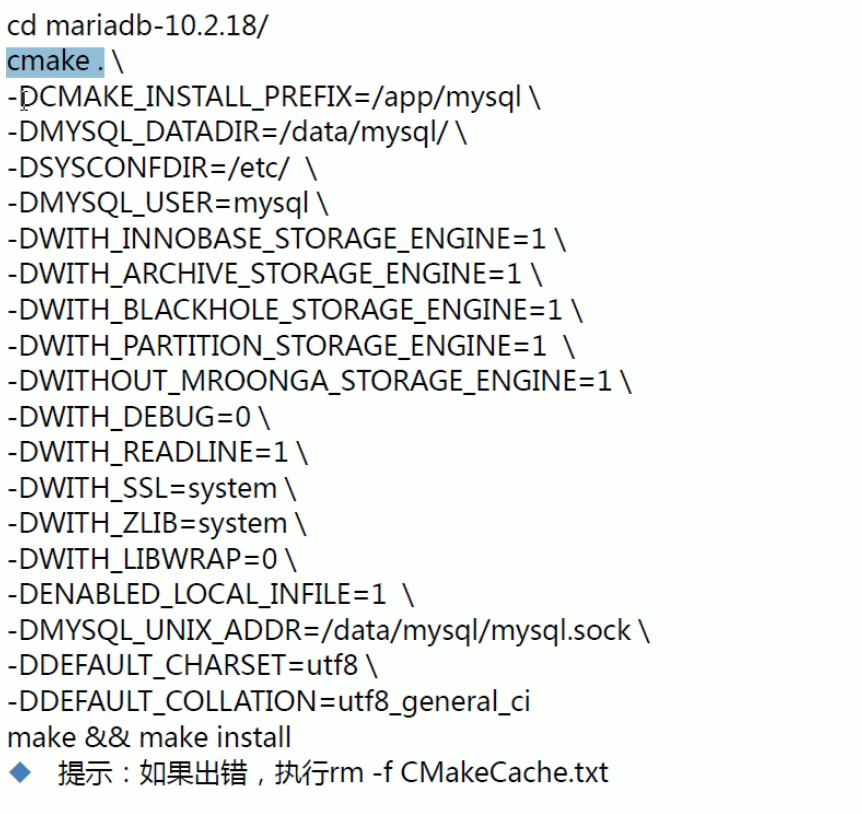 cd mariadb-10.2.18/
cmake . \
-DCMAKE_INSTALL_PREFIX=/app/mysql \
-DMYSQL_DATADIR=/data/mysql/ \
-DSYSCONFDIR=/etc/  \
-DMYSQL_USER=mysql \
-DWITH_INNOBASE_STORAGE_ENGINE=1 \
-DWITH_ARCHIVE_STORAGE_ENGINE=1 \
-DWITH_BLACKHOLE_STORAGE_ENGINE=1 \
-DWITH_PARTITION_STORAGE_ENGINE=1  \
-DWITHOUT_MROONGA_STORAGE_ENGINE=1 \
-DWITH_DEBUG=0 \
-DWITH_READLINE=1 \
-DWITH_SSL=system \
-DWITH_ZLIB=system \
-DWITH_LIBWRAP=0 \
-DENABLED_LOCAL_INFILE=1  \
-DMYSQL_UNIX_ADDR=/data/mysql/mysql.sock \
-DDEFAULT_CHARSET=utf8 \
-DDEFAULT_COLLATION=utf8_general_ci
make && make install
◆ 提示：如果出错，执行rm -f CMakeCache.txt